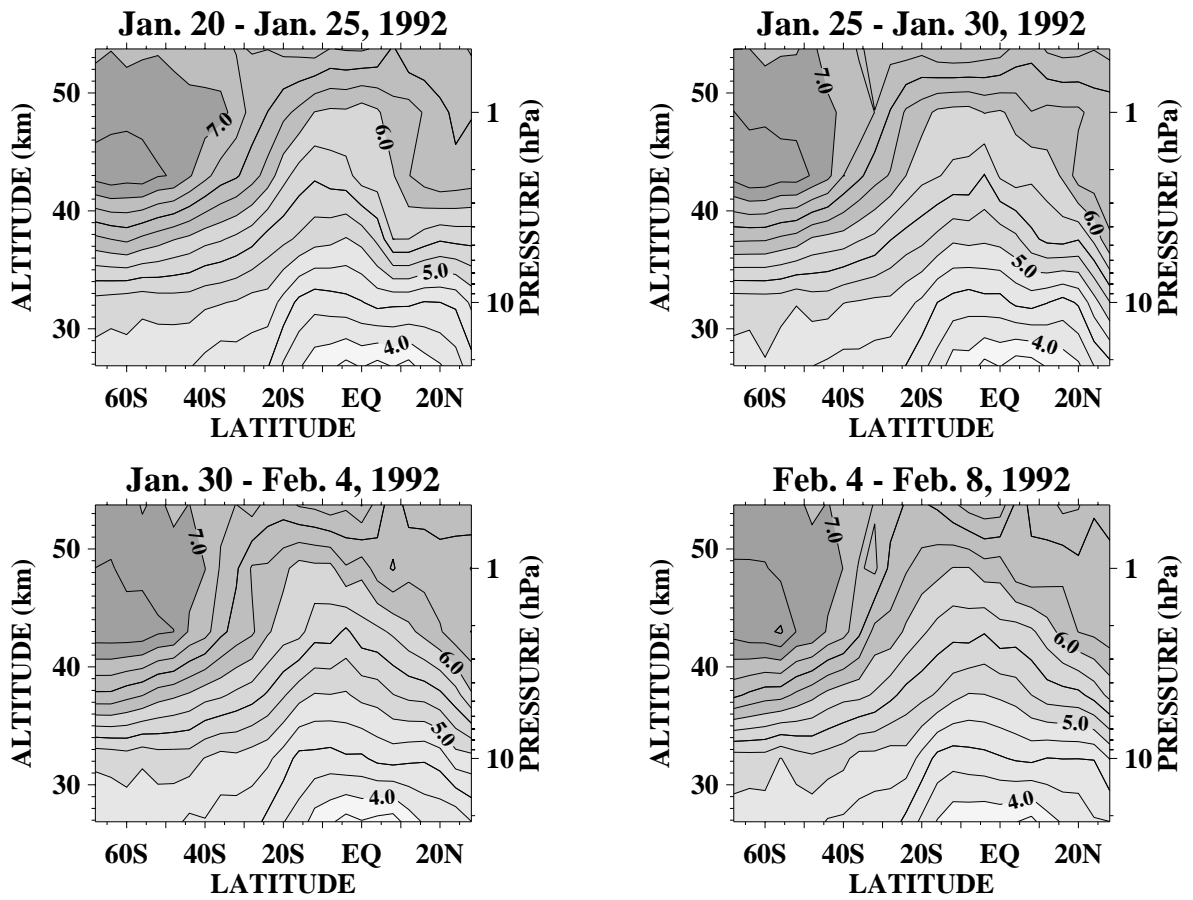 Jan. 20 - Jan. 25, 1992
ALTITUDE (km)
50
40
30
7.0
6.0
5.0
4.0
1
10
PRESSURE (hPa)
60S 40S 20S EQ 20N
LATITUDE
Jan. 25 - Jan. 30, 1992
ALTITUDE (km)
50
40
30
7.0
6.0
5.0
4.0
1
10
PRESSURE (hPa)
60S 40S 20S EQ 20N
LATITUDE
Jan. 30 - Feb. 4, 1992
ALTITUDE (km)
50
40
30
7.0
6.0
5.0
4.0
1
10
PRESSURE (hPa)
60S 40S 20S EQ 20N
LATITUDE
Feb. 4 - Feb. 8, 1992
ALTITUDE (km)
50
40
30
7.0
6.0
5.0
4.0
1
10
PRESSURE (hPa)
60S 40S 20S EQ 20N
LATITUDE